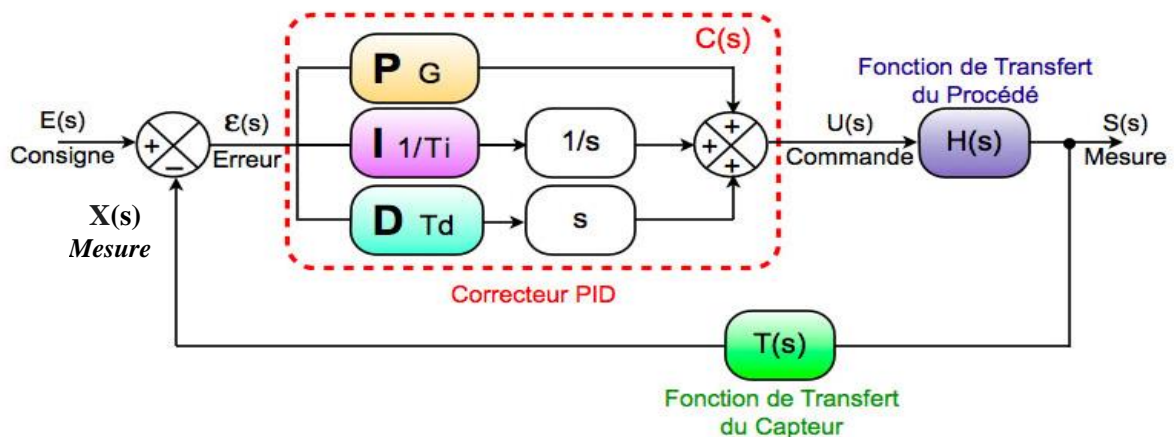 C(s)
P G
Fonction de Transfert
du Procédé
E(s)
Consigne
+
−
ε(s)
Erreur
I 1/Ti
1/s
+
+
+
U(s)
Commande
H(s)
S(s)
Mesure
X(s)
Mesure
D Td
s
Correcteur PID
T(s)
Fonction de Transfert
du Capteur